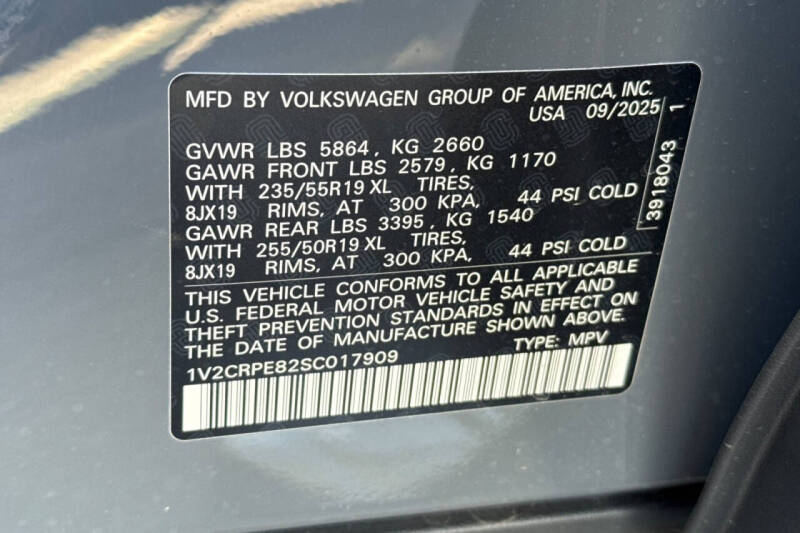 MFD BY VOLKSWAGEN GROUP OF AMERICA, INC.
USA 09/2025
GVWR LBS 5864, KG 2660
GAWR FRONT LBS 2579, KG 1170
WITH 235/55R19 XL TIRES,
8JX19 RIMS, AT 300 KPA, 44 PSI COLD
GAWR REAR LBS 3395, KG 1540
WITH 255/50R19 XL TIRES,
8JX19 RIMS, AT 300 KPA, 44 PSI COLD
THIS VEHICLE CONFORMS TO ALL APPLICABLE
U.S. FEDERAL MOTOR VEHICLE SAFETY AND
THEFT PREVENTION STANDARDS IN EFFECT ON
THE DATE OF MANUFACTURE SHOWN ABOVE.
1V2CRPE82SC017909 TYPE: MPV
3918043 1